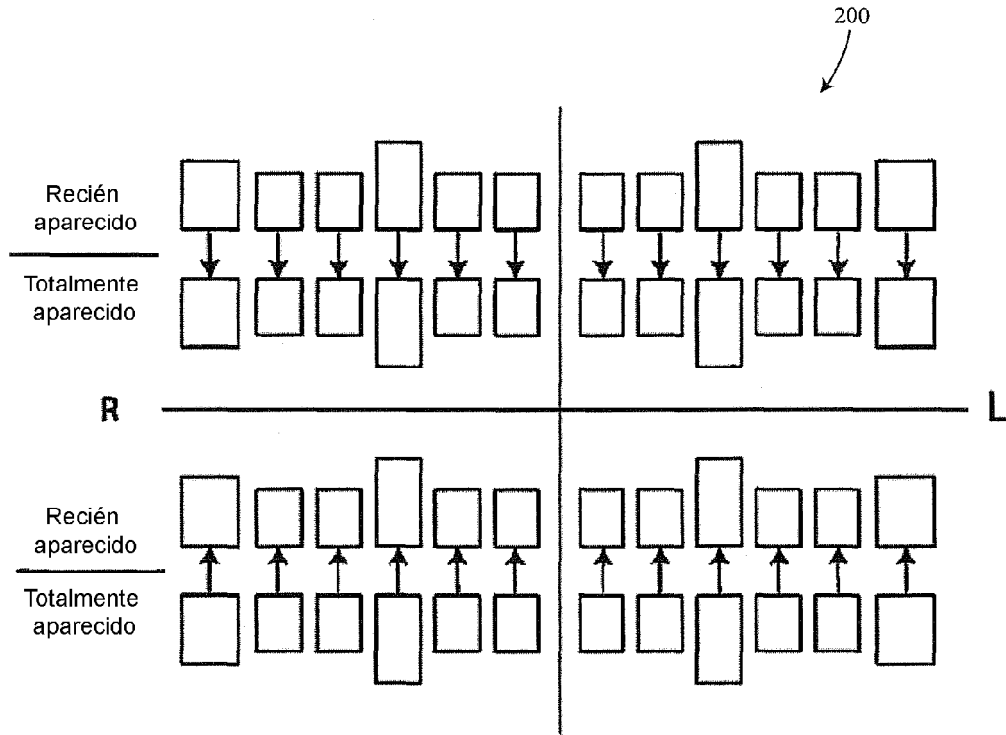 200
Recién
aparecido
Totalmente
aparecido
R
L
Recién
aparecido
Totalmente
aparecido